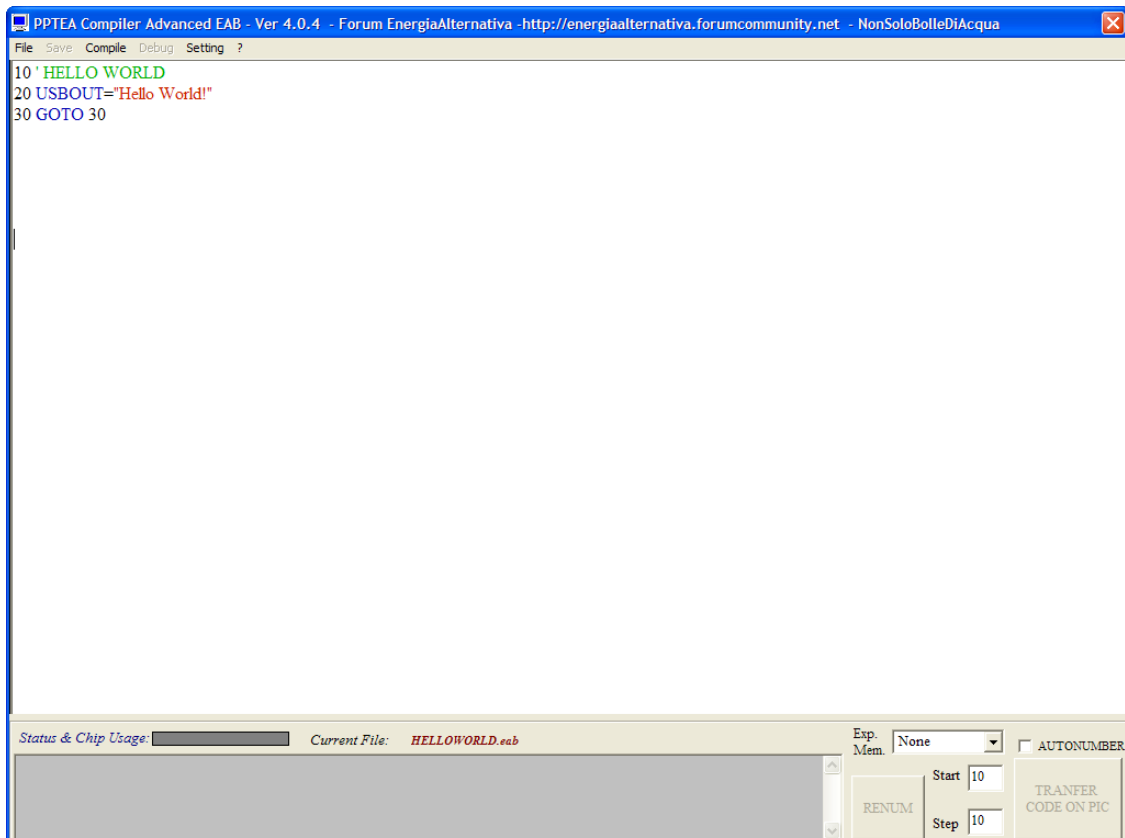 PPTEA Compiler Advanced EAB - Ver 4.0.4 - Forum EnergiaAlternativa -http://energiaalternativa.forumcommunity.net - NonSoloBolleDiAcqua
File Save Compile Debug Setting ?
10 ' HELLO WORLD
20 USBOUT="Hello World!"
30 GOTO 30
Status & Chip Usage: Current File: HELLOWORLD.eab
Exp. Mem. None
AUTONUMBER
RENUM
Start 10
Step 10
TRANFER
CODE ON PIC